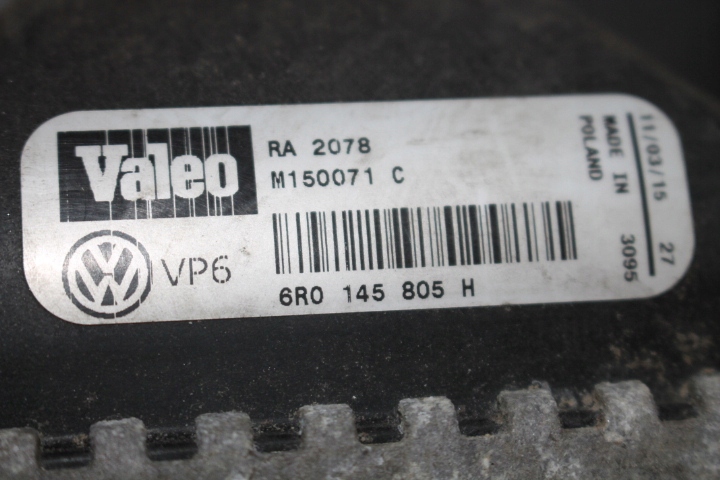 Valeo
RA 2078
M150071 C
VP6
6R0 145 805 H
MADE IN
POLAND
3095
11/03/15
27